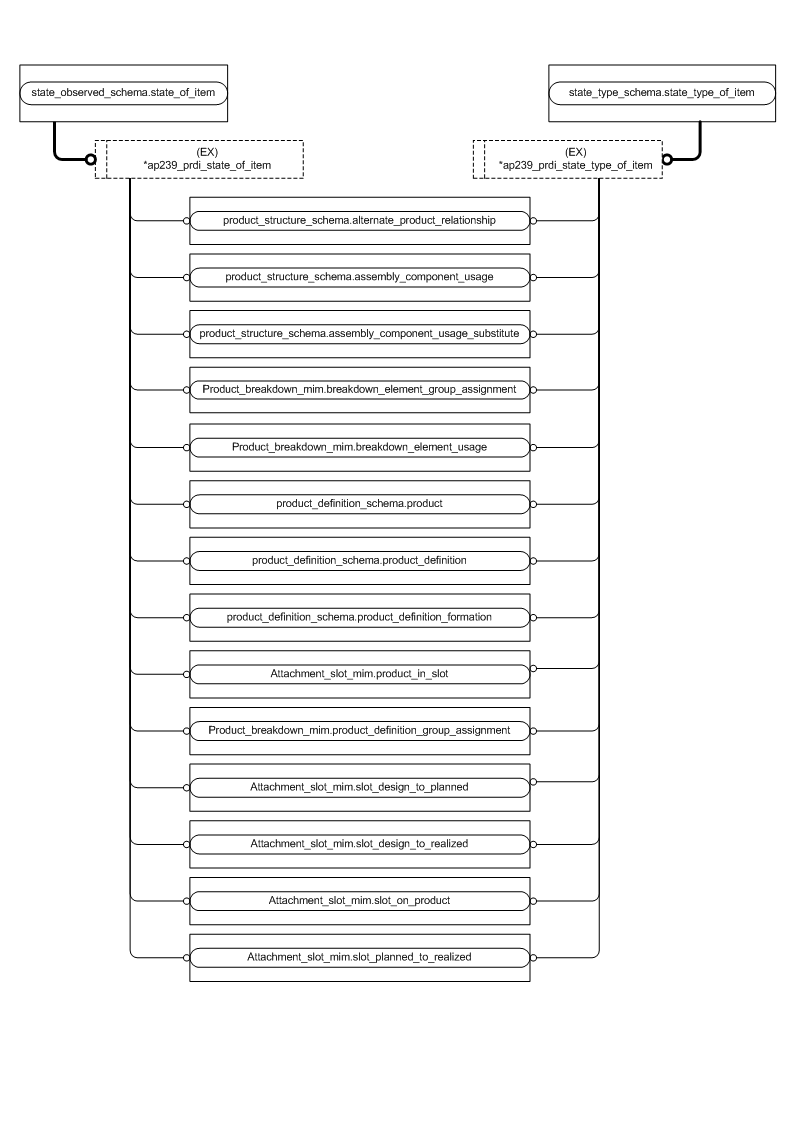 state_observed_schema.state_of_item
state_type_schema.state_type_of_item
(EX)
*ap239_prdi_state_of_item
(EX)
*ap239_prdi_state_type_of_item
product_structure_schema.alternate_product_relationship
product_structure_schema.assembly_component_usage
product_structure_schema.assembly_component_usage_substitute
Product_breakdown_mim.breakdown_element_group_assignment
Product_breakdown_mim.breakdown_element_usage
product_definition_schema.product
product_definition_schema.product_definition
product_definition_schema.product_definition_formation
Attachment_slot_mim.product_in_slot
Product_breakdown_mim.product_definition_group_assignment
Attachment_slot_mim.slot_design_to_planned
Attachment_slot_mim.slot_design_to_realized
Attachment_slot_mim.slot_on_product
Attachment_slot_mim.slot_planned_to_realized